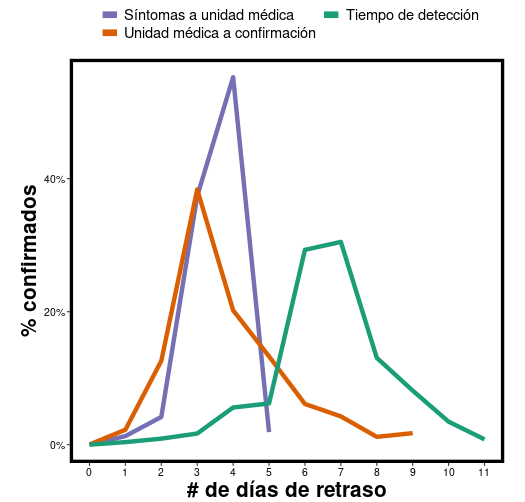 Síntomas a unidad médica
Tiempo de detección
Unidad médica a confirmación
40%
20%
0%
% confirmados
0 1 2 3 4 5 6 7 8 9 10 11
# de días de retraso